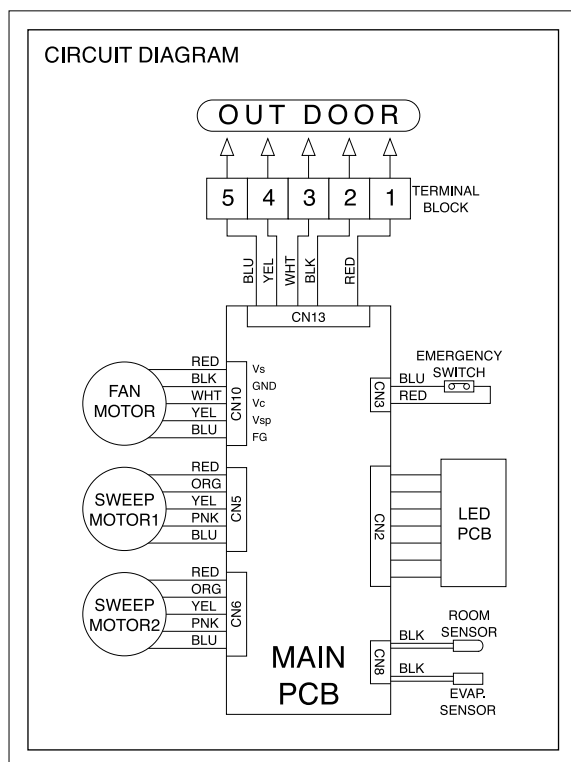 CIRCUIT DIAGRAM
OUT DOOR
5 4 3 2 1
TERMINAL
BLOCK
BLU YEL WHT BLK RED
CN13
FAN
MOTOR
RED
BLK
WHT
YEL
BLU
CN10
Vs
GND
Vc
Vsp
FG
EMERGENCY
SWITCH
CN3
BLU
RED
SWEEP
MOTOR1
RED
ORG
YEL
PNK
BLU
CN5
CN2
LED
PCB
SWEEP
MOTOR2
RED
ORG
YEL
PNK
BLU
CN6
MAIN
PCB
CN8
BLK
ROOM
SENSOR
BLK
EVAP.
SENSOR